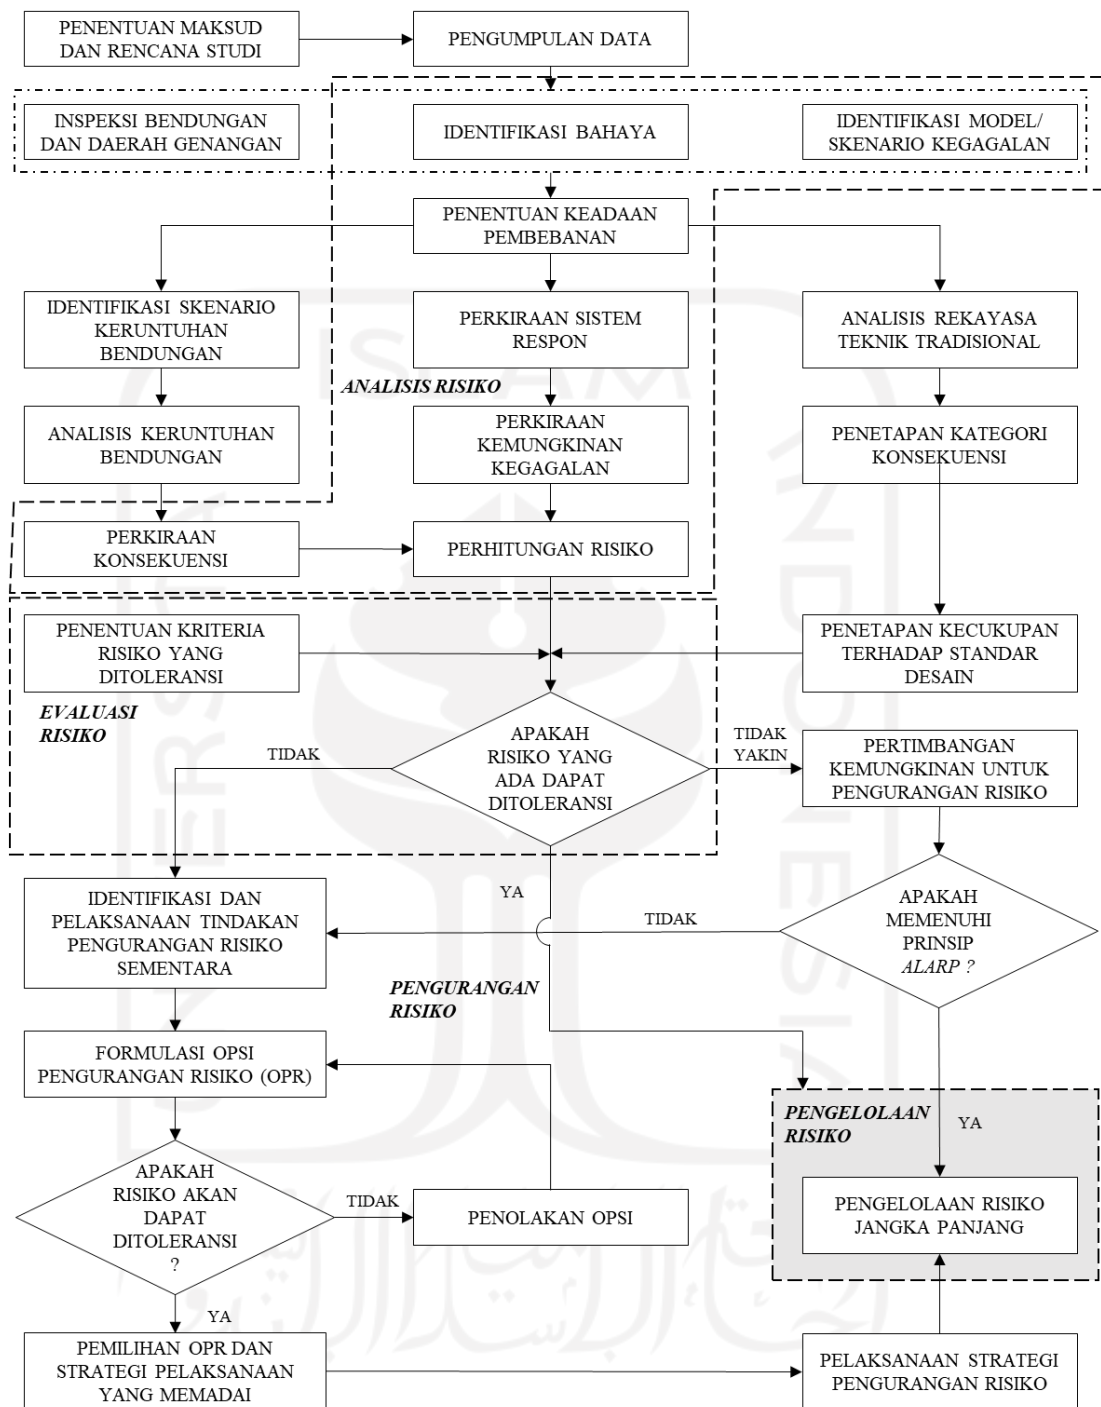 PENENTUAN MAKSUD
DAN RENCANA STUDI
PENGUMPULAN DATA
INSPEKSI BENDUNGAN
DAN DAERAH GENANGAN
IDENTIFIKASI BAHAYA
IDENTIFIKASI MODEL/
SKENARIO KEGAGALAN
PENENTUAN KEADAAN
PEMBEBANAN
IDENTIFIKASI SKENARIO
KERUNTUHAN
BENDUNGAN
PERKIRAAN SISTEM
RESPON
ANALISIS REKAYASA
TEKNIK TRADISIONAL
ISLAM
ANALISIS RISIKO
ANALISIS KERUNTUHAN
BENDUNGAN
PERKIRAAN
KEMUNGKINAN
KEGAGALAN
PENETAPAN KATEGORI
KONSEKUENSI
PERKIRAAN
KONSEKUENSI
PERHITUNGAN RISIKO
UNIVERSITAS
INDONESIA
PENENTUAN KRITERIA
RISIKO YANG
DITOLERANSI
PENETAPAN KECUKUPAN
TERHADAP STANDAR
DESAIN
EVALUASI
RISIKO
TIDAK
APAKAH
RISIKO YANG
ADA DAPAT
DITOLERANSI
TIDAK
YAKIN
PERTIMBANGAN
KEMUNGKINAN UNTUK
PENGURANGAN RISIKO
YA
IDENTIFIKASI DAN
PELAKSANAAN TINDAKAN
PENGURANGAN RISIKO
SEMENTARA
TIDAK
APAKAH
MEMENUHI
PRINSIP
ALARP ?
PENGURANGAN
RISIKO
FORMULASI OPSI
PENGURANGAN RISIKO (OPR)
PENGELOLAAN
RISIKO
YA
APAKAH
RISIKO AKAN
DAPAT
DITOLERANSI
?
TIDAK
PENOLAKAN OPSI
PENGELOLAAN RISIKO
JANGKA PANJANG
YA
PEMILIHAN OPR DAN
STRATEGI PELAKSANAAN
YANG MEMADAI
PELAKSANAAN STRATEGI
PENGURANGAN RISIKO